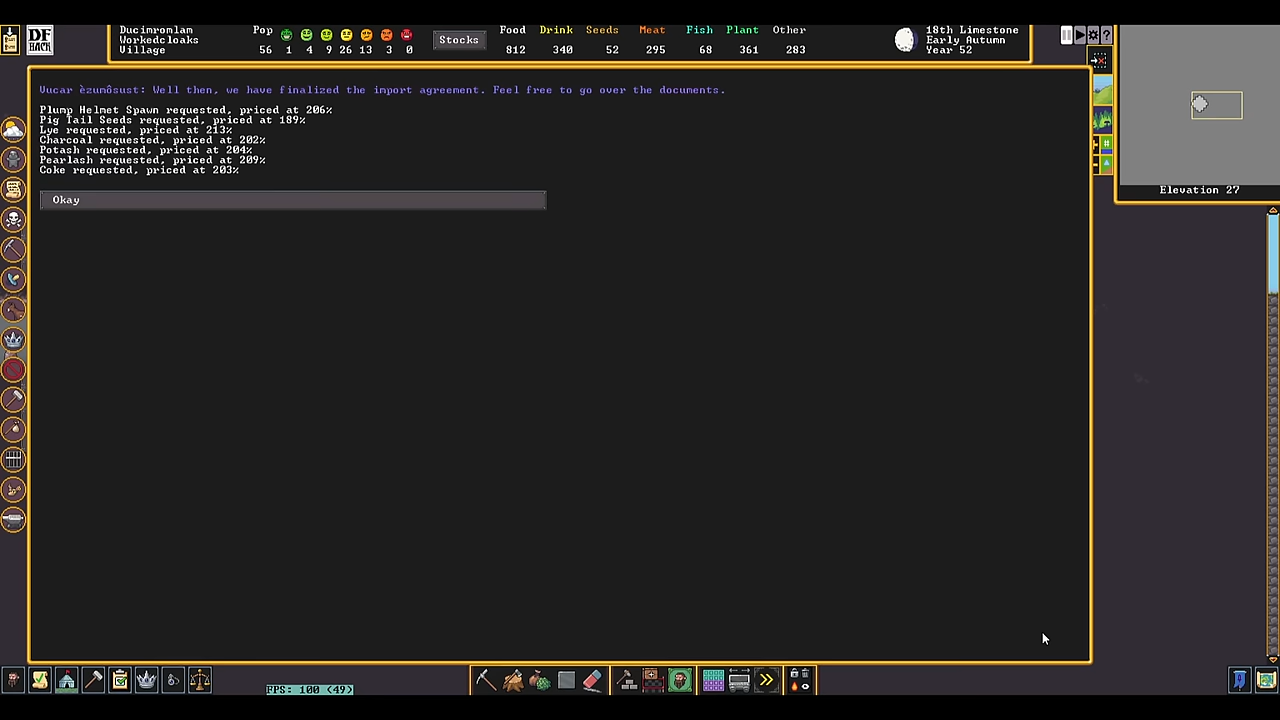 DF
HACK
Ducimromlam
Workedcloaks
Village
Pop
56 1 4 9 26 13 3 0
Stocks
Food Drink Seeds Meat Fish Plant Other
812 340 52 295 68 361 283
18th Limestone
Early Autumn
Year 52
Vucar èzumôsust: Well then, we have finalized the import agreement. Feel free to go over the documents.
Plump Helmet Spawn requested, priced at 206%
Pig Tail Seeds requested, priced at 189%
Lye requested, priced at 213%
Charcoal requested, priced at 202%
Potash requested, priced at 204%
Pearlash requested, priced at 209%
Coke requested, priced at 203%
Okay
Elevation 27
FPS: 100 (49)